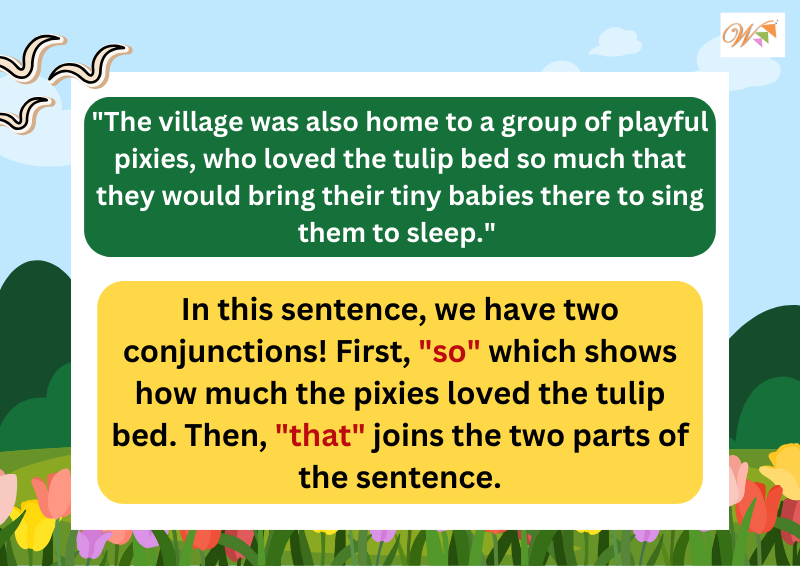 W
"The village was also home to a group of playful
pixies, who loved the tulip bed so much that
they would bring their tiny babies there to sing
them to sleep."
In this sentence, we have two
conjunctions! First, "so" which shows
how much the pixies loved the tulip
bed. Then, "that" joins the two parts of
the sentence.